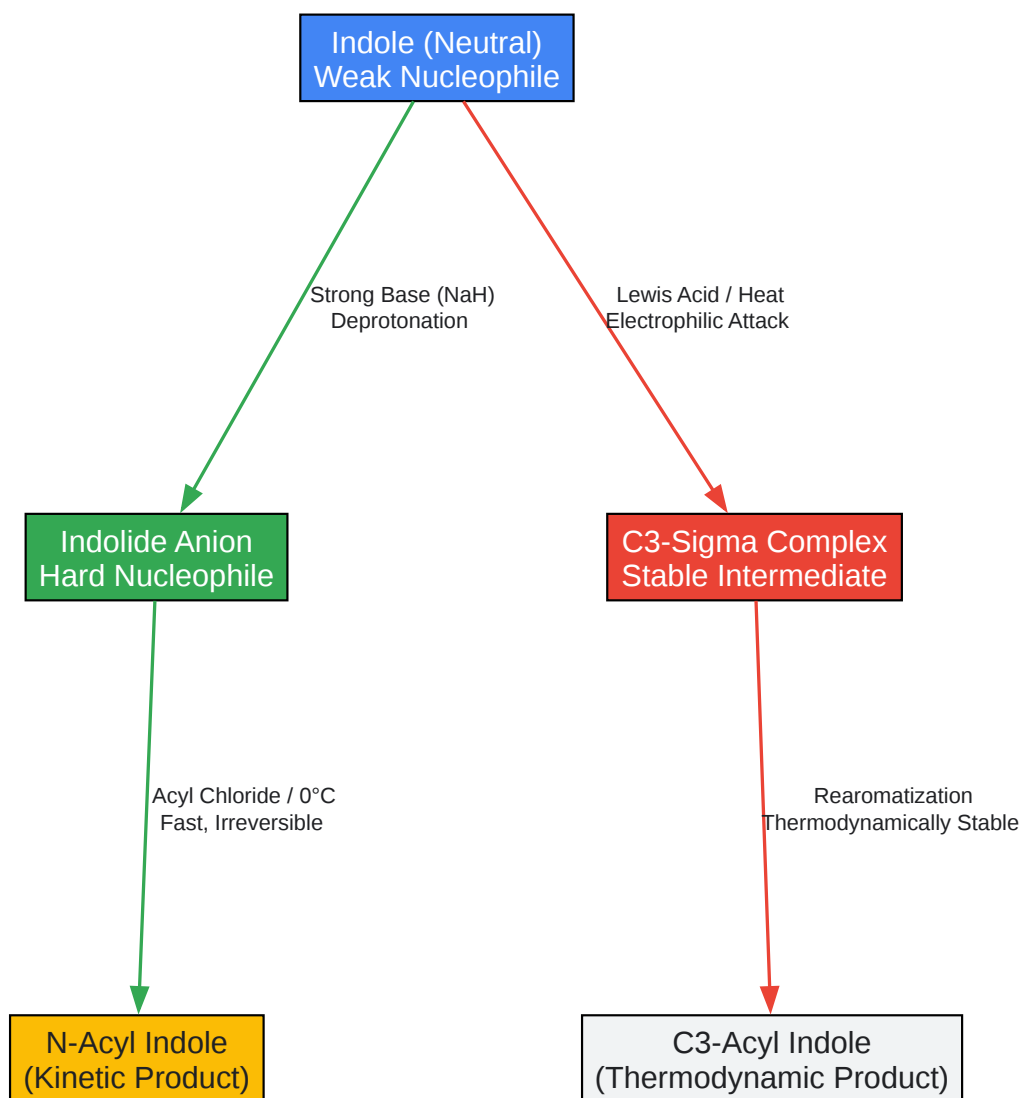 Indole (Neutral)
Weak Nucleophile
Strong Base (NaH)
Deprotonation
Lewis Acid / Heat
Electrophilic Attack
Indolide Anion
Hard Nucleophile
C3-Sigma Complex
Stable Intermediate
Acyl Chloride / 0°C
Fast, Irreversible
Rearomatization
Thermodynamically Stable
N-Acyl Indole
(Kinetic Product)
C3-Acyl Indole
(Thermodynamic Product)